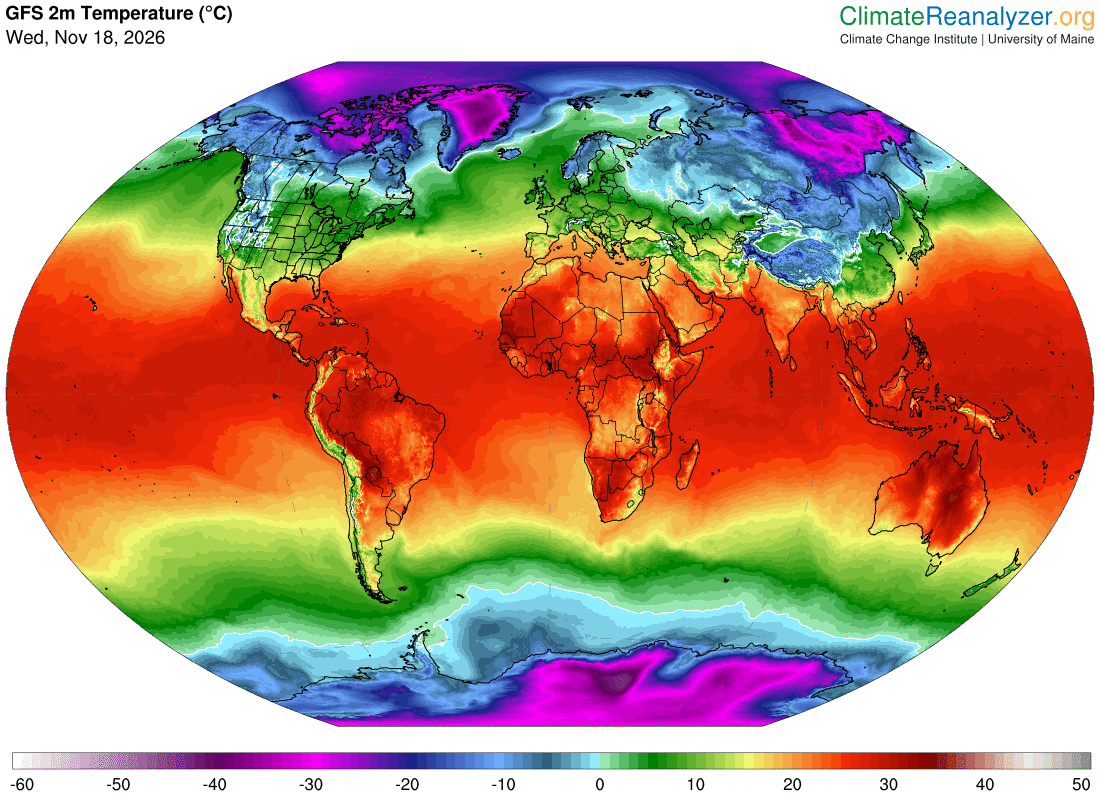 GFS 2m Temperature (°C)
Wed, Nov 18, 2026
ClimateReanalyzer.org
Climate Change Institute | University of Maine
-60 -50 -40 -30 -20 -10 0 10 20 30 40 50